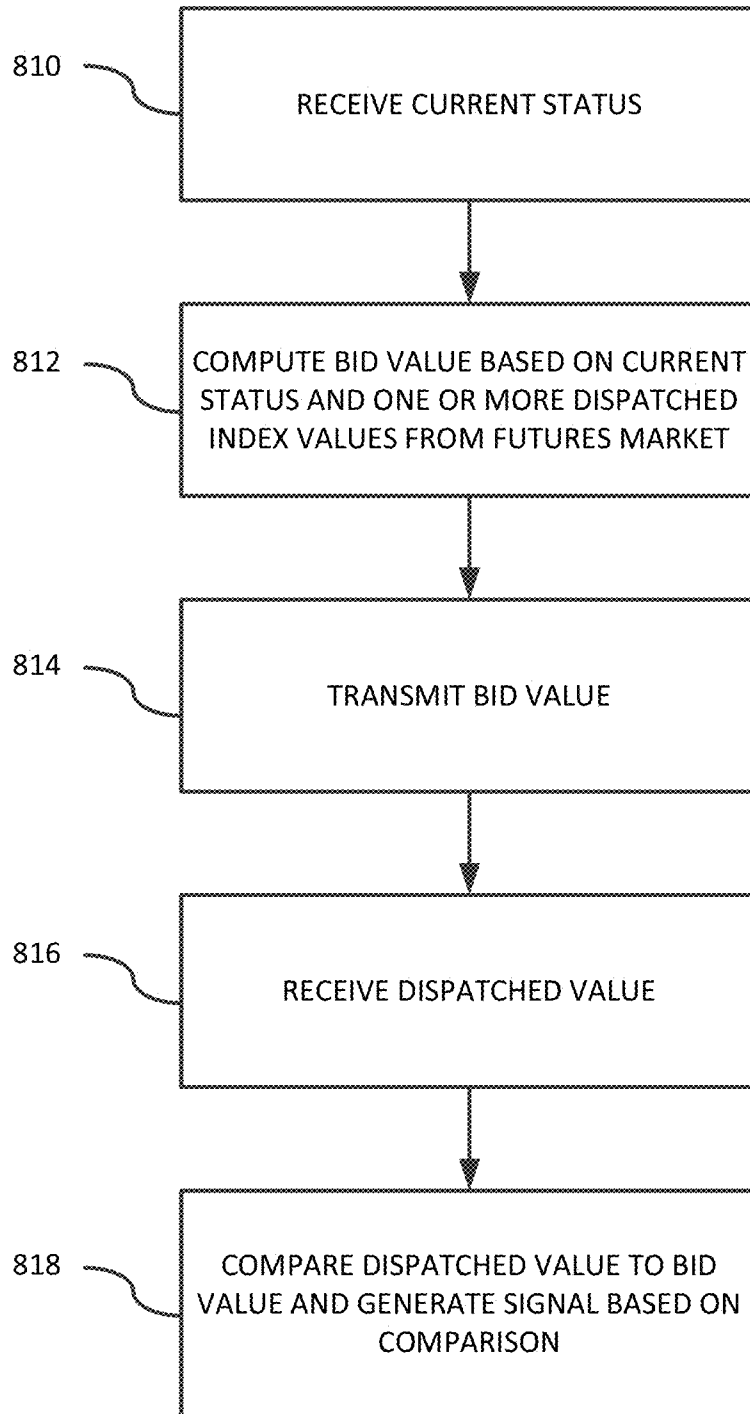 810
RECEIVE CURRENT STATUS
812
COMPUTE BID VALUE BASED ON CURRENT
STATUS AND ONE OR MORE DISPATCHED
INDEX VALUES FROM FUTURES MARKET
814
TRANSMIT BID VALUE
816
RECEIVE DISPATCHED VALUE
818
COMPARE DISPATCHED VALUE TO BID
VALUE AND GENERATE SIGNAL BASED ON
COMPARISON